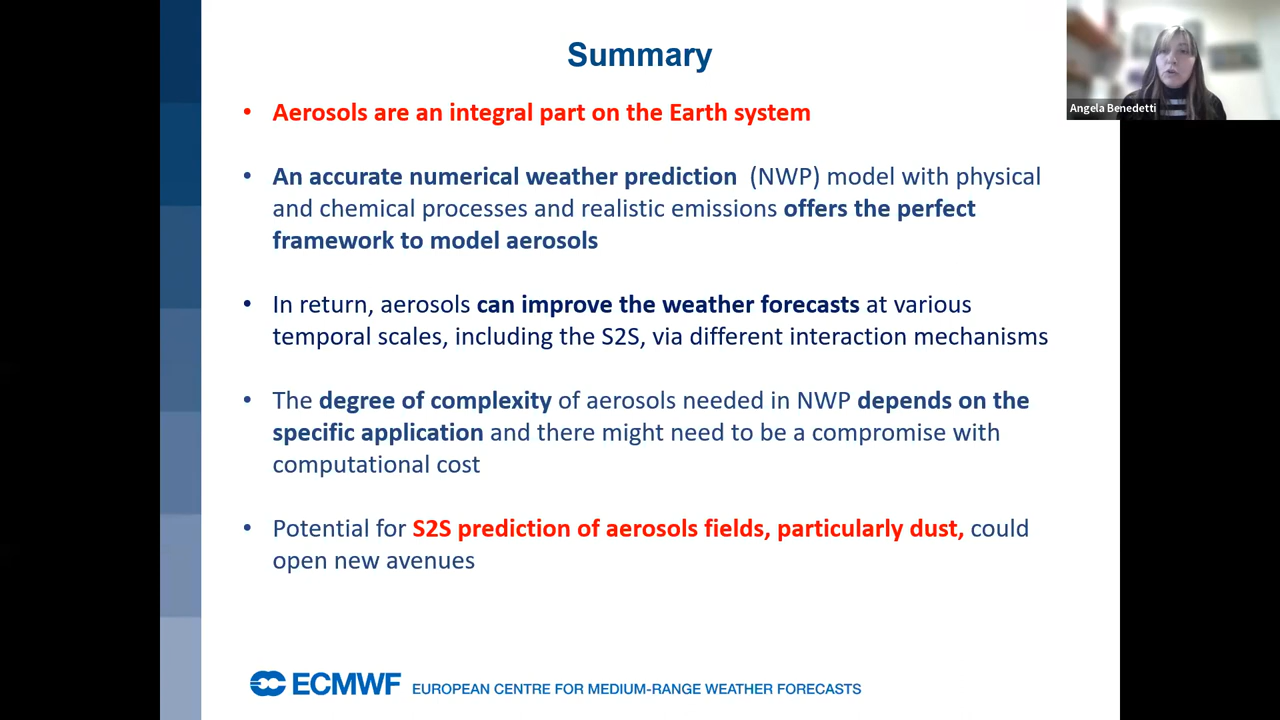 Summary
Angela Benedetti
• Aerosols are an integral part on the Earth system
• An accurate numerical weather prediction (NWP) model with physical
and chemical processes and realistic emissions offers the perfect
framework to model aerosols
• In return, aerosols can improve the weather forecasts at various
temporal scales, including the S2S, via different interaction mechanisms
• The degree of complexity of aerosols needed in NWP depends on the
specific application and there might need to be a compromise with
computational cost
• Potential for S2S prediction of aerosols fields, particularly dust, could
open new avenues
ECMWF EUROPEAN CENTRE FOR MEDIUM-RANGE WEATHER FORECASTS